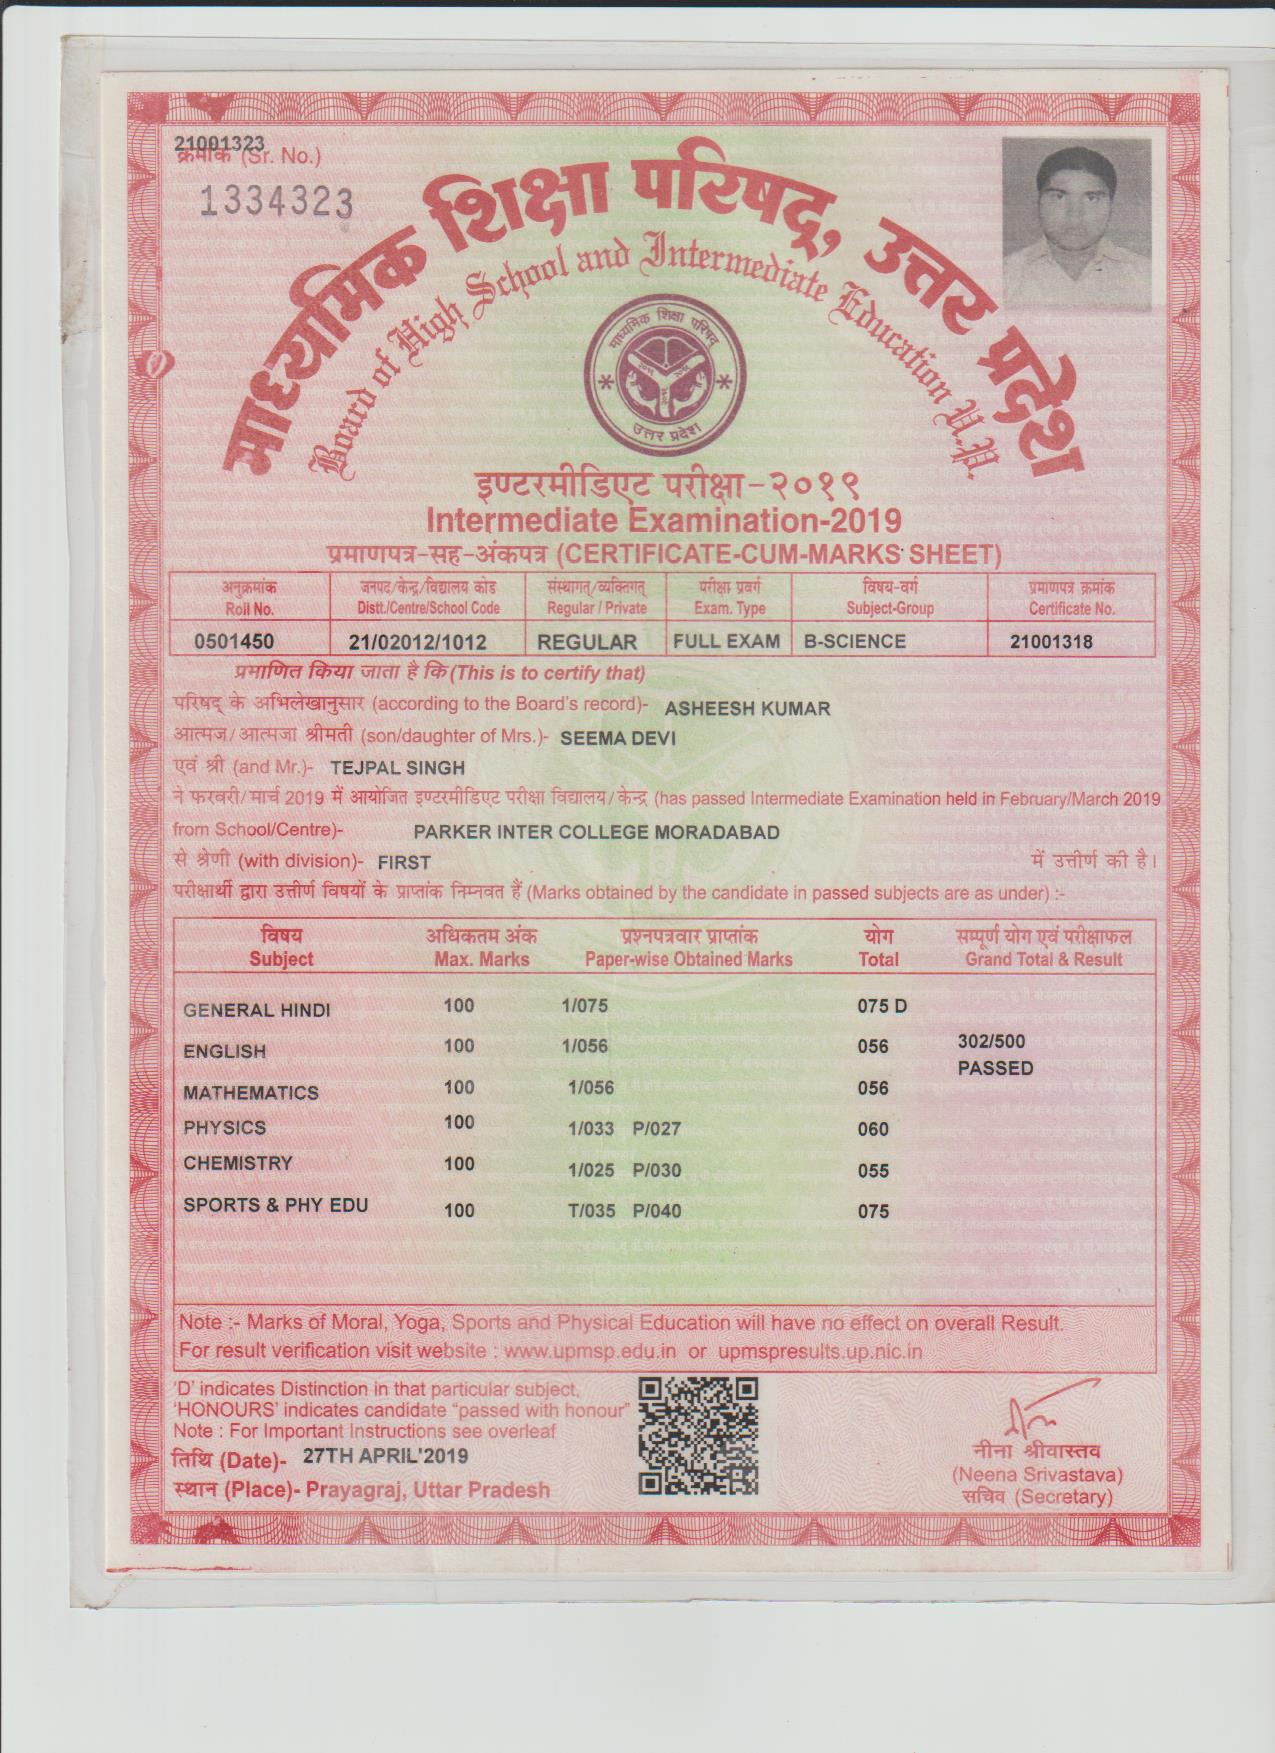 21001323
क्रमांक (Sr. No.)
1334323
माध्यमिक शिक्षा परिषद्, उत्तर प्रदेश
Board of High School and Intermediate Education U.P.
माध्यमिक शिक्षा परिषद
उत्तर प्रदेश
इण्टरमीडिएट परीक्षा-२०१९
Intermediate Examination-2019
प्रमाणपत्र-सह-अंकपत्र (CERTIFICATE-CUM-MARKS SHEET)
अनुक्रमांक जनपद/केन्द्र/विद्यालय कोड संस्थागत्/व्यक्तिगत् परीक्षा प्रवर्ग विषय-वर्ग प्रमाणपत्र क्रमांक
Roll No. Distt./Centre/School Code Regular / Private Exam. Type Subject-Group Certificate No.
0501450 21/02012/1012 REGULAR FULL EXAM B-SCIENCE 21001318
प्रमाणित किया जाता है कि (This is to certify that)
परिषद् के अभिलेखानुसार (according to the Board's record)- ASHEESH KUMAR
आत्मज/आत्मजा श्रीमती (son/daughter of Mrs.)- SEEMA DEVI
एवं श्री (and Mr.)- TEJPAL SINGH
ने फरवरी/मार्च 2019 में आयोजित इण्टरमीडिएट परीक्षा विद्यालय/केन्द्र (has passed Intermediate Examination held in February/March 2019
from School/Centre)- PARKER INTER COLLEGE MORADABAD
से श्रेणी (with division)- FIRST में उत्तीर्ण की है।
परीक्षार्थी द्वारा उत्तीर्ण विषयों के प्राप्तांक निम्नवत हैं (Marks obtained by the candidate in passed subjects are as under) :-
विषय अधिकतम अंक प्रश्नपत्रवार प्राप्तांक योग सम्पूर्ण योग एवं परीक्षाफल
Subject Max. Marks Paper-wise Obtained Marks Total Grand Total & Result
GENERAL HINDI 100 1/075 075 D
ENGLISH 100 1/056 056 302/500
PASSED
MATHEMATICS 100 1/056 056
PHYSICS 100 1/033 P/027 060
CHEMISTRY 100 1/025 P/030 055
SPORTS & PHY EDU 100 T/035 P/040 075
Note :- Marks of Moral, Yoga, Sports and Physical Education will have no effect on overall Result.
For result verification visit website : www.upmsp.edu.in or upmspresults.up.nic.in
'D' indicates Distinction in that particular subject,
'HONOURS' indicates candidate "passed with honour"
Note : For Important Instructions see overleaf
तिथि (Date)- 27TH APRIL'2019
स्थान (Place)- Prayagraj, Uttar Pradesh
नीना श्रीवास्तव
(Neena Srivastava)
सचिव (Secretary)